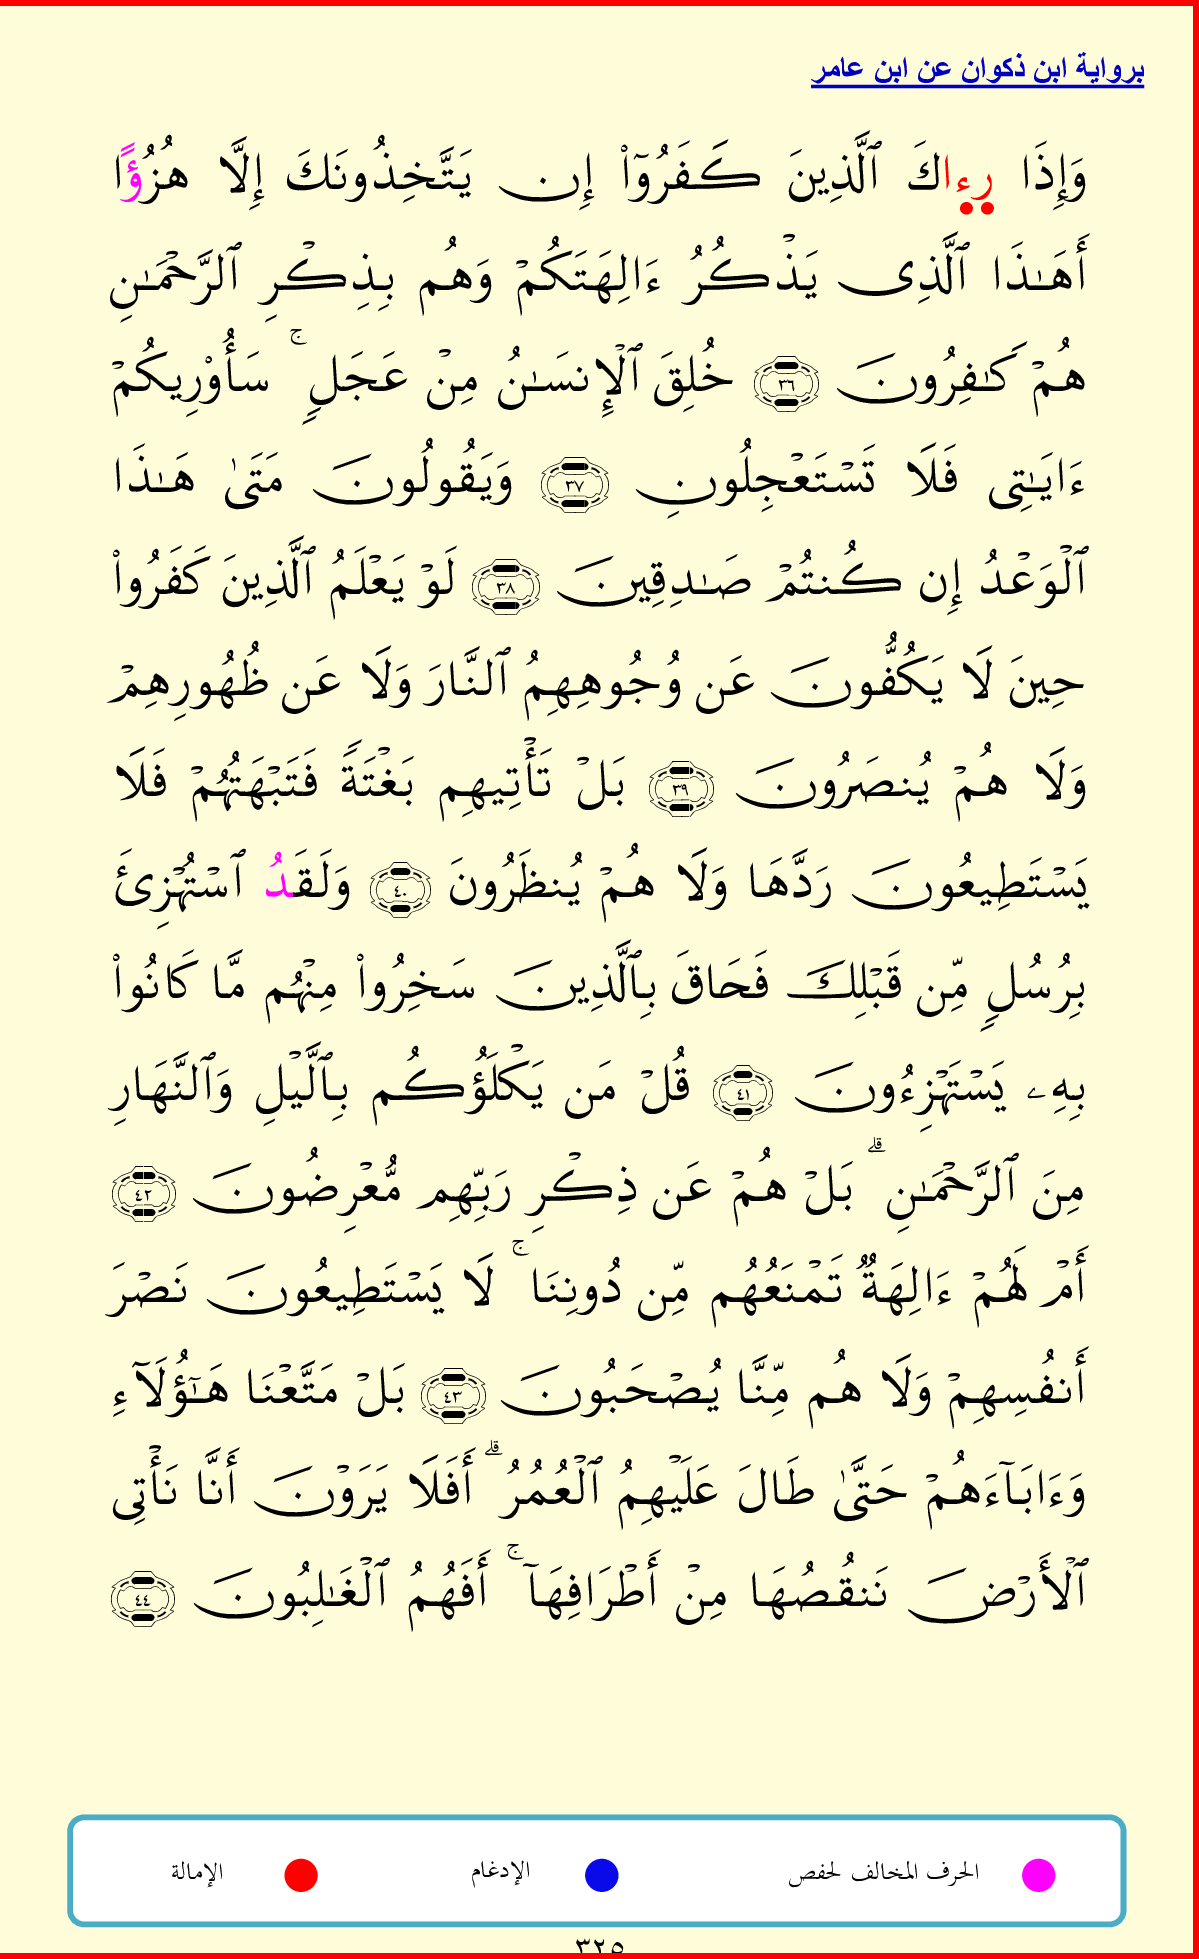 برواية ابن ذكوان عن ابن عامر
وَإِذَا رِءاكَ ٱلَّذِينَ كَفَرُوٓا۟ إِن يَتَّخِذُونَكَ إِلَّا هُزُؤًا
أَهَـٰذَا ٱلَّذِى يَذْكُرُ ءَالِهَتَكُمْ وَهُم بِذِكْرِ ٱلرَّحْمَـٰنِ
هُمْ كَـٰفِرُونَ ٣٦ خُلِقَ ٱلْإِنسَـٰنُ مِنْ عَجَلٍ ۚ سَأُو۟رِيكُمْ
ءَايَـٰتِى فَلَا تَسْتَعْجِلُونِ ٣٧ وَيَقُولُونَ مَتَىٰ هَـٰذَا
ٱلْوَعْدُ إِن كُنتُمْ صَـٰدِقِينَ ٣٨ لَوْ يَعْلَمُ ٱلَّذِينَ كَفَرُوا۟
حِينَ لَا يَكُفُّونَ عَن وُجُوهِهِمُ ٱلنَّارَ وَلَا عَن ظُهُورِهِمْ
وَلَا هُمْ يُنصَرُونَ ٣٩ بَلْ تَأْتِيهِم بَغْتَةً فَتَبْهَتُهُمْ فَلَا
يَسْتَطِيعُونَ رَدَّهَا وَلَا هُمْ يُنظَرُونَ ٤٠ وَلَقَدُ ٱسْتُهْزِئَ
بِرُسُلٍ مِّن قَبْلِكَ فَحَاقَ بِٱلَّذِينَ سَخِرُوا۟ مِنْهُم مَّا كَانُوا۟
بِهِۦ يَسْتَهْزِءُونَ ٤١ قُلْ مَن يَكْلَؤُكُم بِٱلَّيْلِ وَٱلنَّهَارِ
مِنَ ٱلرَّحْمَـٰنِ ۗ بَلْ هُمْ عَن ذِكْرِ رَبِّهِم مُّعْرِضُونَ ٤٢
أَمْ لَهُمْ ءَالِهَةٌ تَمْنَعُهُم مِّن دُونِنَا ۚ لَا يَسْتَطِيعُونَ نَصْرَ
أَنفُسِهِمْ وَلَا هُم مِّنَّا يُصْحَبُونَ ٤٣ بَلْ مَتَّعْنَا هَـٰٓؤُلَآءِ
وَءَابَآءَهُمْ حَتَّىٰ طَالَ عَلَيْهِمُ ٱلْعُمُرُ ۗ أَفَلَا يَرَوْنَ أَنَّا نَأْتِى
ٱلْأَرْضَ نَنقُصُهَا مِنْ أَطْرَافِهَآ ۚ أَفَهُمُ ٱلْغَـٰلِبُونَ ٤٤
الحرف المخالف لحفص الإدغام الإمالة
٣٢٥